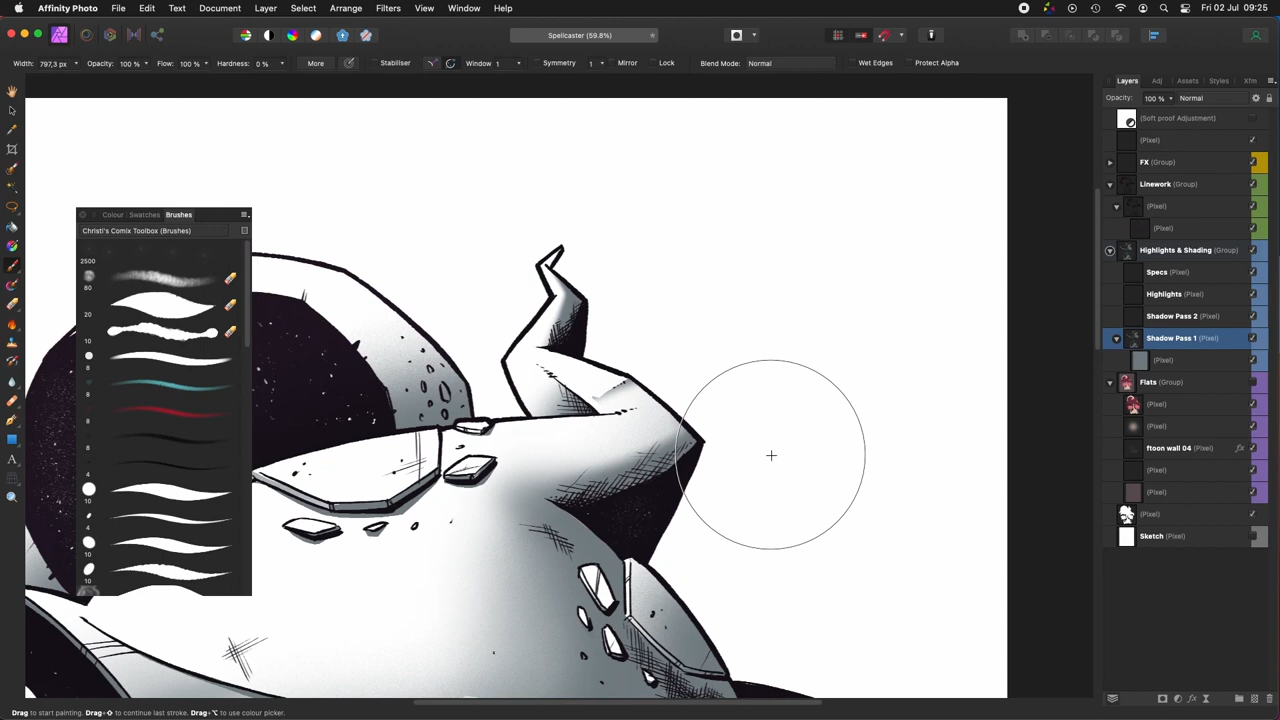 Affinity Photo File Edit Text Document Layer Select Arrange Filters View Window Help Fri 02 Jul 09:25
Spellcaster (59.8%)
Width: 797,3 px Opacity: 100 % Flow: 100 % Hardness: 0 % More Stabiliser Window 1 Symmetry 1 Mirror Lock Blend Mode: Normal Wet Edges Protect Alpha
Layers Adj Assets Styles Xfm
Opacity: 100 % Normal
(Soft proof Adjustment)
(Pixel)
FX (Group)
Linework (Group)
(Pixel)
(Pixel)
Highlights & Shading (Group)
Specs (Pixel)
Highlights (Pixel)
Shadow Pass 2 (Pixel)
Shadow Pass 1 (Pixel)
(Pixel)
Flats (Group)
(Pixel)
(Pixel)
ftoon wall 04 fx
(Pixel)
(Pixel)
(Pixel)
Sketch (Pixel)
Colour Swatches Brushes
Christi's Comix Toolbox (Brushes)
2500
80
20
10
8
8
8
8
4
10
4
10
10
Drag to start painting. Drag+⇧ to continue last stroke. Drag+⌥ to use colour picker.